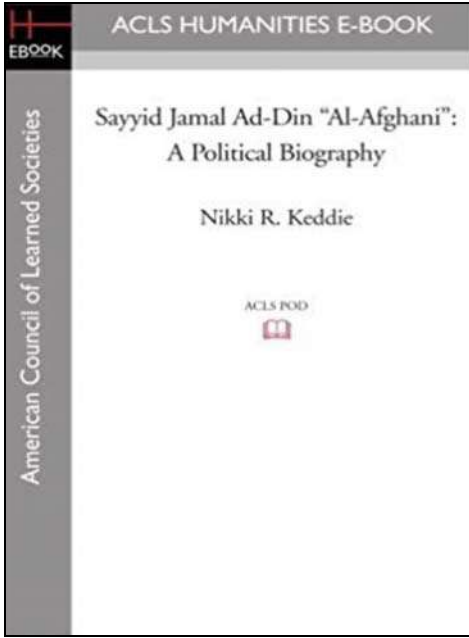 ACLS HUMANITIES E-BOOK
EBOOK
American Council of Learned Societies
Sayyid Jamal Ad-Din “Al-Afghani”:
A Political Biography
Nikki R. Keddie
ACLS POD